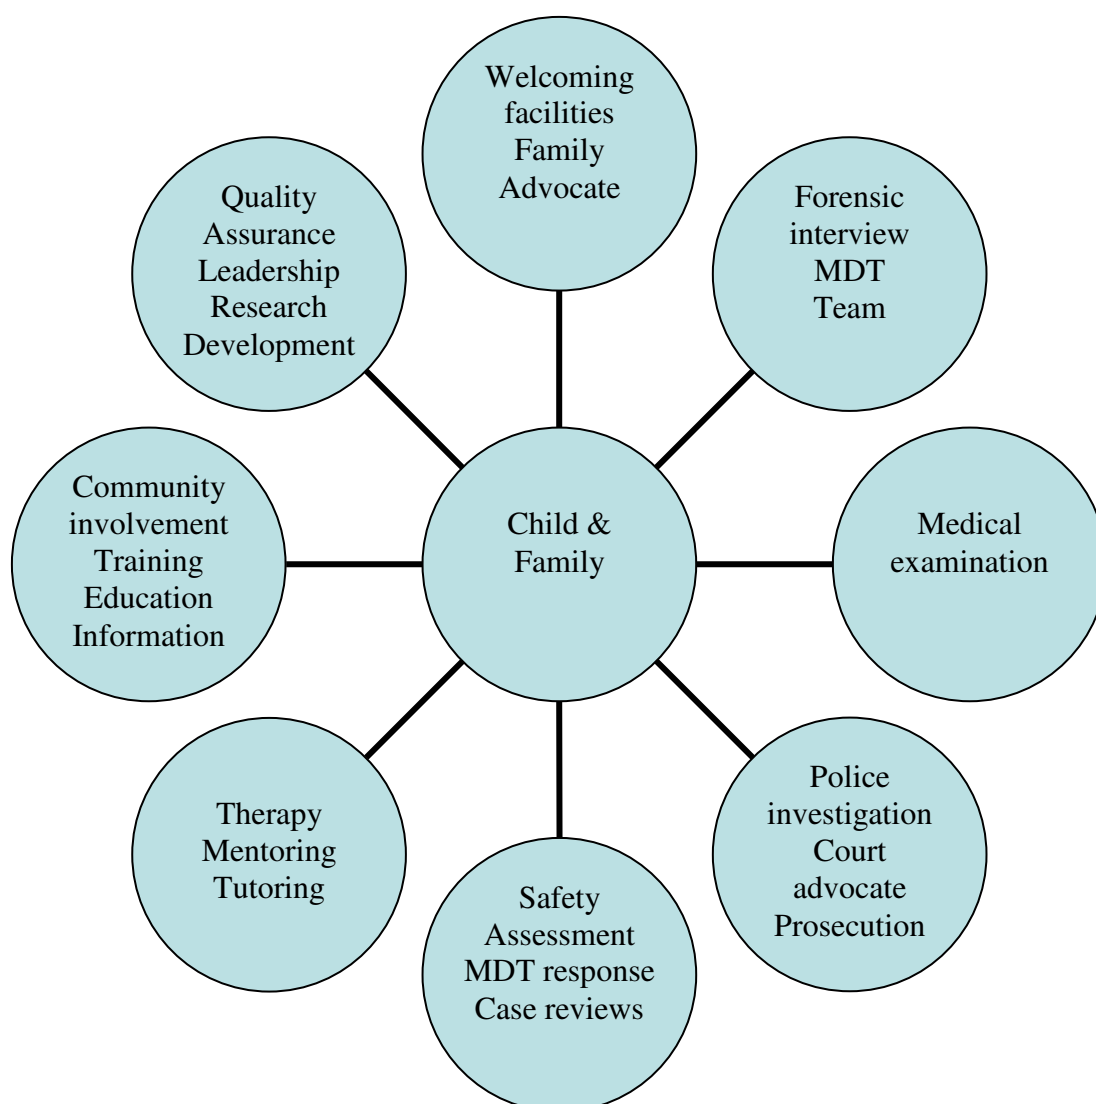 Welcoming
facilities
Family
Advocate
Forensic
interview
MDT
Team
Medical
examination
Police
investigation
Court
advocate
Prosecution
Safety
Assessment
MDT response
Case reviews
Therapy
Mentoring
Tutoring
Community
involvement
Training
Education
Information
Quality
Assurance
Leadership
Research
Development
Child &
Family